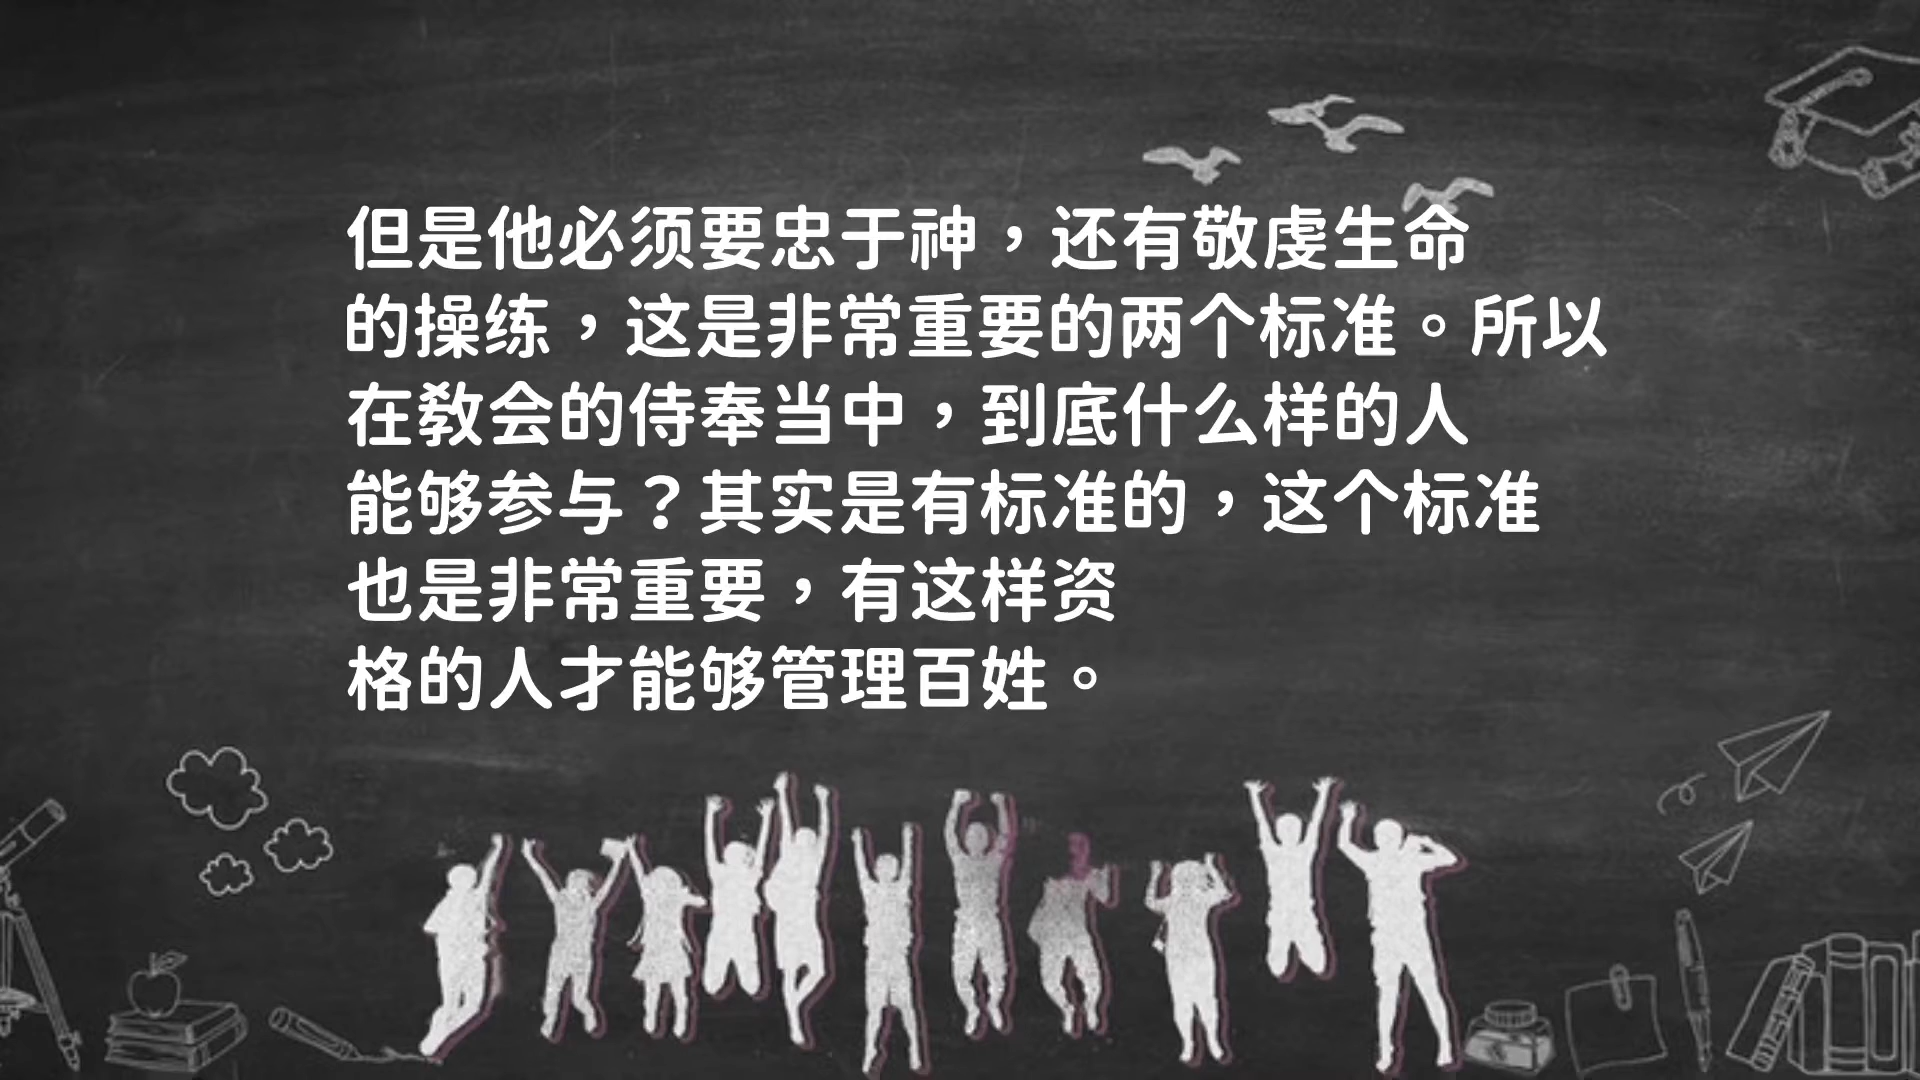 但是他必须要忠于神，还有敬虔生命
的操练，这是非常重要的两个标准。所以
在教会的侍奉当中，到底什么样的人
能够参与？其实是有标准的，这个标准
也是非常重要，有这样资
格的人才能够管理百姓。